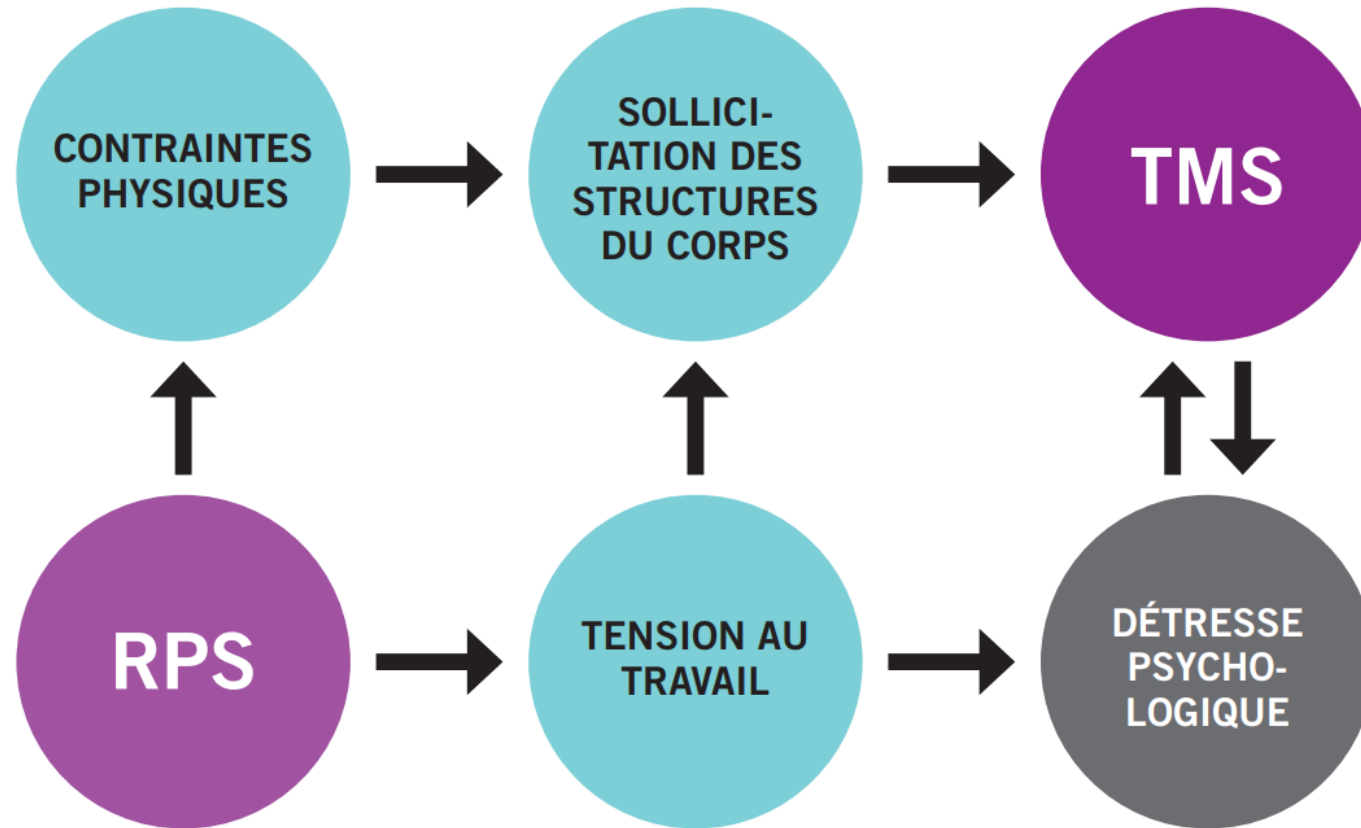 CONTRAINTES
PHYSIQUES
SOLLICI-
TATION DES
STRUCTURES
DU CORPS
TMS
RPS
TENSION AU
TRAVAIL
DÉTRESSE
PSYCHO-
LOGIQUE